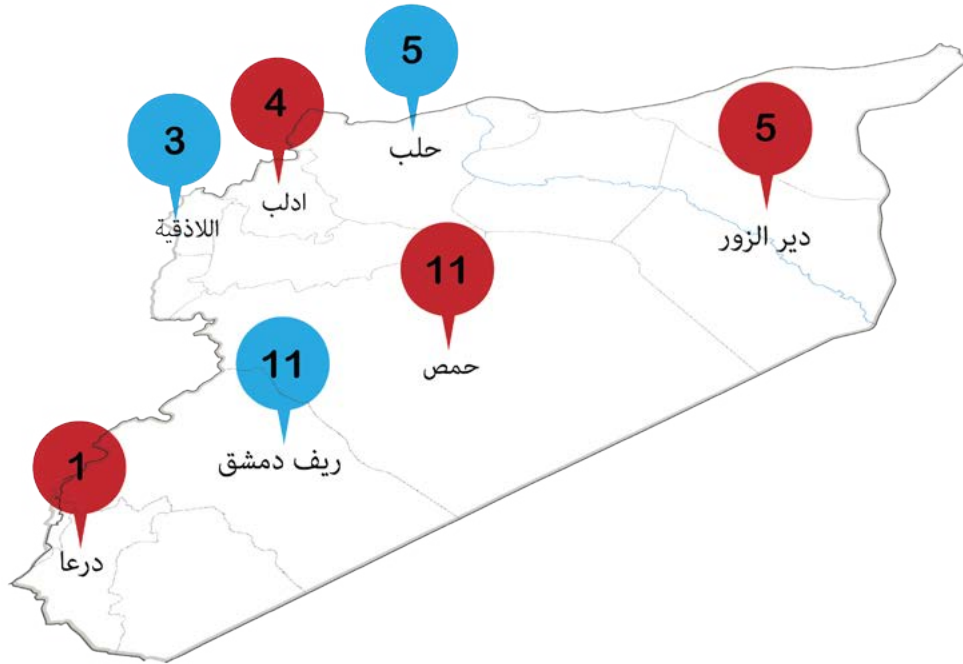 5
حلب
4
ادلب
3
اللاذقية
5
دير الزور
11
حمص
11
ريف دمشق
1
درعا